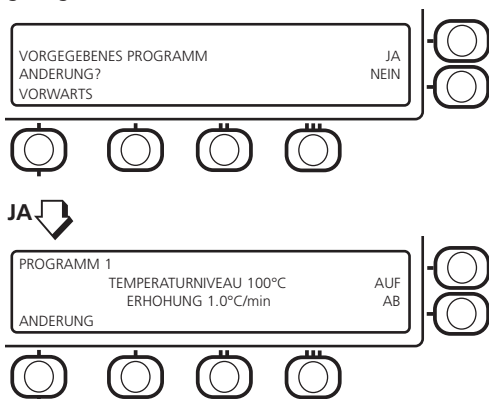 VORGEGEBENES PROGRAMM JA
ANDERUNG? NEIN
VORWARTS
JA
PROGRAMM 1
TEMPERATURNIVEAU 100°C AUF
ERHOHUNG 1.0°C/min AB
ANDERUNG